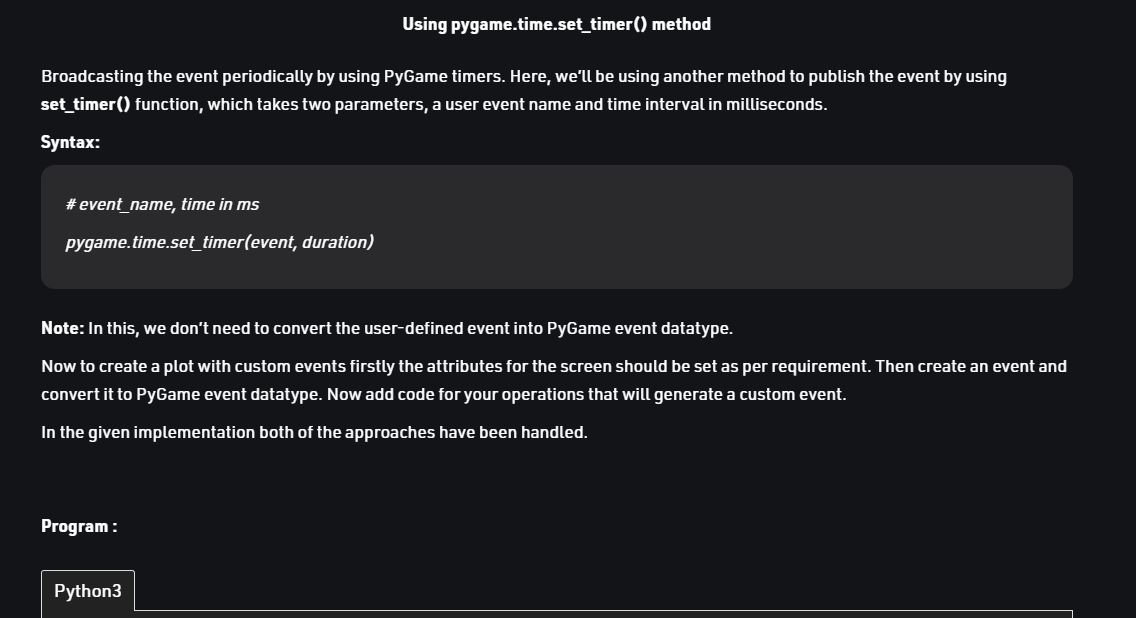 Using pygame.time.set_timer() method
Broadcasting the event periodically by using PyGame timers. Here, we’ll be using another method to publish the event by using
set_timer() function, which takes two parameters, a user event name and time interval in milliseconds.
Syntax:
# event_name, time in ms
pygame.time.set_timer(event, duration)
Note: In this, we don’t need to convert the user-defined event into PyGame event datatype.
Now to create a plot with custom events firstly the attributes for the screen should be set as per requirement. Then create an event and
convert it to PyGame event datatype. Now add code for your operations that will generate a custom event.
In the given implementation both of the approaches have been handled.
Program :
Python3